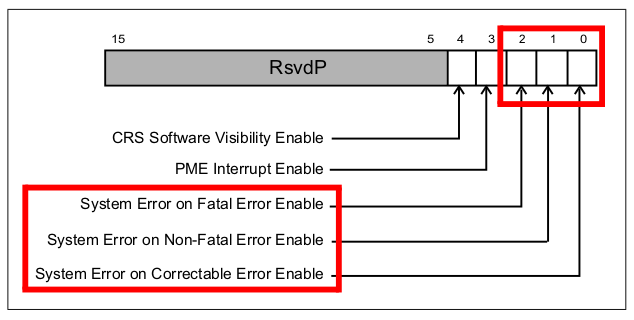 15 5 4 3 2 1 0
RsvdP
CRS Software Visibility Enable
PME Interrupt Enable
System Error on Fatal Error Enable
System Error on Non-Fatal Error Enable
System Error on Correctable Error Enable